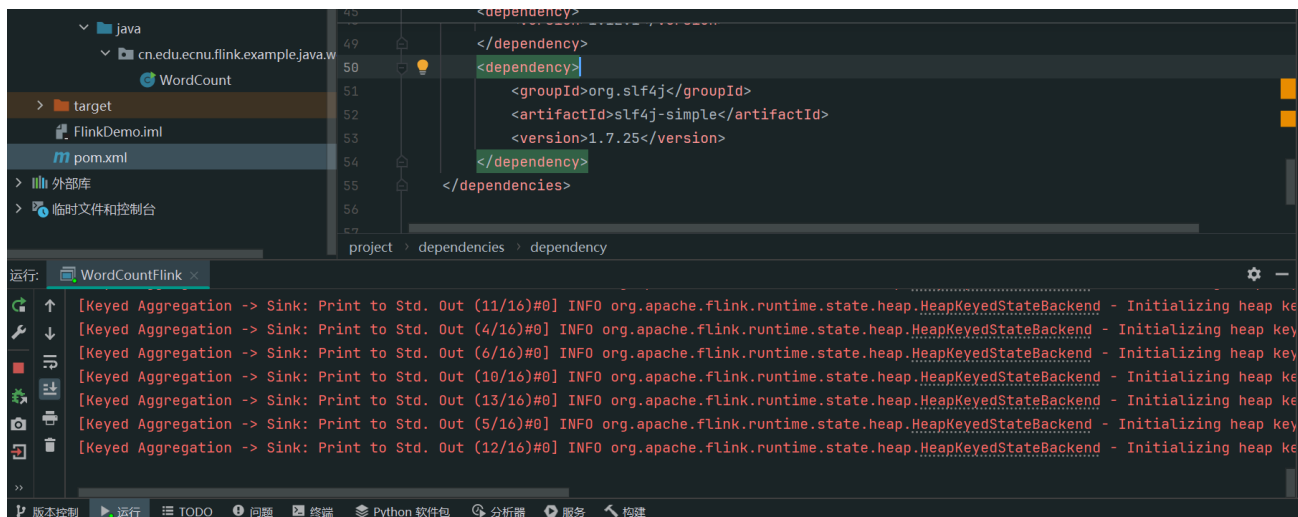 java
cn.edu.ecnu.flink.example.java.w
WordCount
target
FlinkDemo.iml
pom.xml
外部库
临时文件和控制台
45 <dependency>
49 </dependency>
50 <dependency>
51 <groupId>org.slf4j</groupId>
52 <artifactId>slf4j-simple</artifactId>
53 <version>1.7.25</version>
54 </dependency>
55 </dependencies>
56
57
project > dependencies > dependency
运行: WordCountFlink ×
[Keyed Aggregation -> Sink: Print to Std. Out (11/16)#0] INFO org.apache.flink.runtime.state.heap.HeapKeyedStateBackend - Initializing heap ke
[Keyed Aggregation -> Sink: Print to Std. Out (4/16)#0] INFO org.apache.flink.runtime.state.heap.HeapKeyedStateBackend - Initializing heap key
[Keyed Aggregation -> Sink: Print to Std. Out (6/16)#0] INFO org.apache.flink.runtime.state.heap.HeapKeyedStateBackend - Initializing heap key
[Keyed Aggregation -> Sink: Print to Std. Out (10/16)#0] INFO org.apache.flink.runtime.state.heap.HeapKeyedStateBackend - Initializing heap ke
[Keyed Aggregation -> Sink: Print to Std. Out (13/16)#0] INFO org.apache.flink.runtime.state.heap.HeapKeyedStateBackend - Initializing heap ke
[Keyed Aggregation -> Sink: Print to Std. Out (5/16)#0] INFO org.apache.flink.runtime.state.heap.HeapKeyedStateBackend - Initializing heap key
[Keyed Aggregation -> Sink: Print to Std. Out (12/16)#0] INFO org.apache.flink.runtime.state.heap.HeapKeyedStateBackend - Initializing heap ke
版本控制 运行 TODO 问题 终端 Python 软件包 分析器 服务 构建